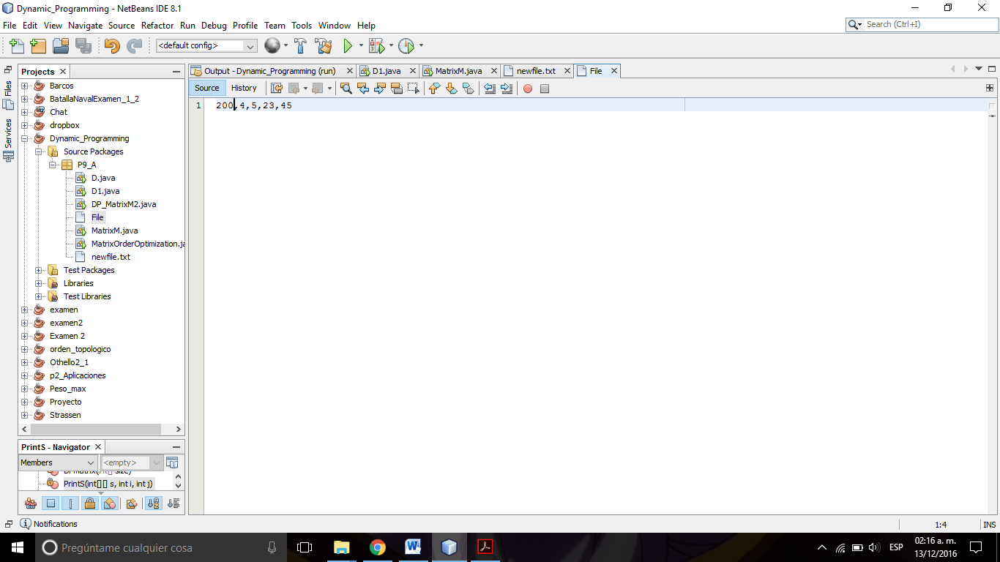 Dynamic_Programming - NetBeans IDE 8.1
File Edit View Navigate Source Refactor Run Debug Profile Team Tools Window Help
Search (Ctrl+I)
<default config>
Files
Services
Projects
Barcos
BatallaNavalExamen_1_2
Chat
dropbox
Dynamic_Programming
Source Packages
P9_A
D.java
D1.java
DP_MatrixM2.java
File
MatrixM.java
MatrixOrderOptimization.ja
newfile.txt
Test Packages
Libraries
Test Libraries
examen
examen2
Examen 2
orden_topologico
Othello2_1
p2_Aplicaciones
Peso_max
Proyecto
Strassen
Output - Dynamic_Programming (run) D1.java MatrixM.java newfile.txt File
Source History
1 200,4,5,23,45
PrintS - Navigator
Members <empty>
PrintS(int[][] s, int i, int j)
Notifications
1:4 INS
Pregúntame cualquier cosa
ESP
02:16 a. m.
13/12/2016